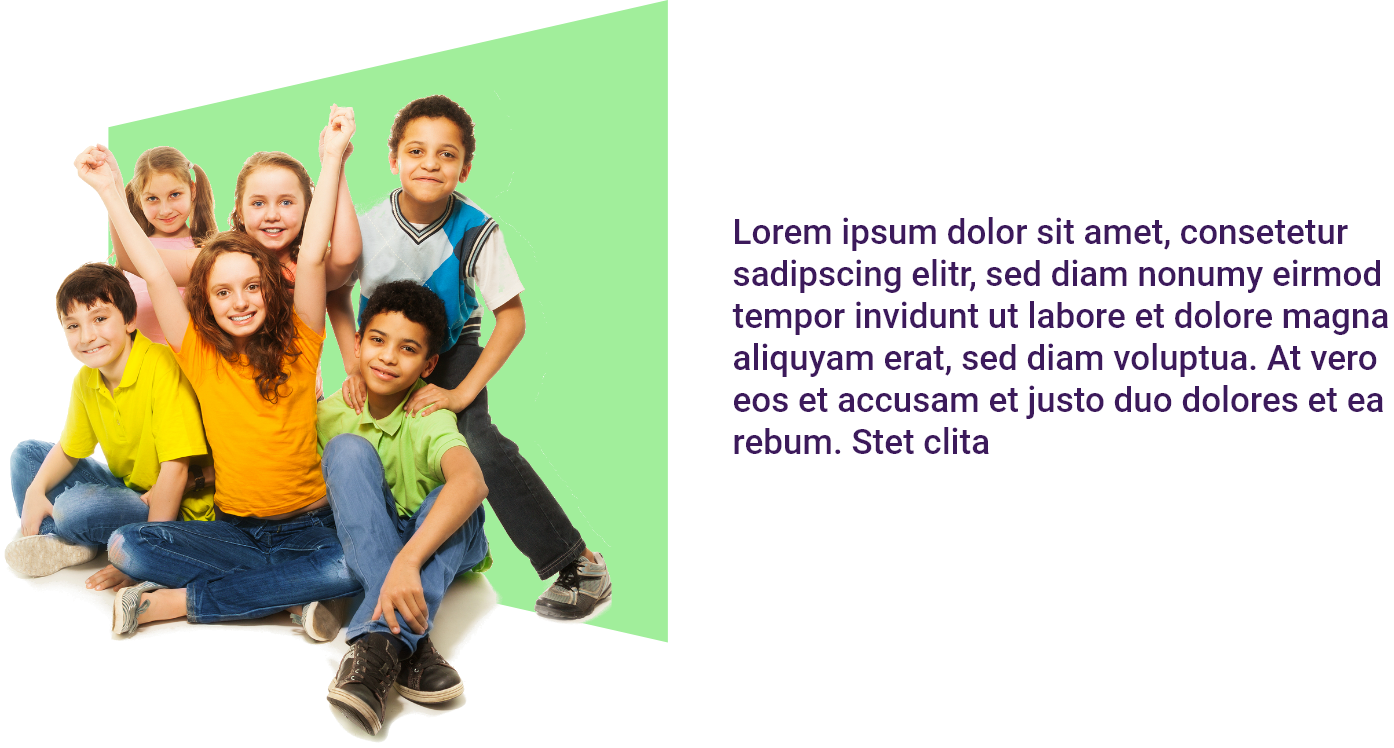 Lorem ipsum dolor sit amet, consetetur
sadipscing elitr, sed diam nonumy eirmod
tempor invidunt ut labore et dolore magna
aliquyam erat, sed diam voluptua. At vero
eos et accusam et justo duo dolores et ea
rebum. Stet clita